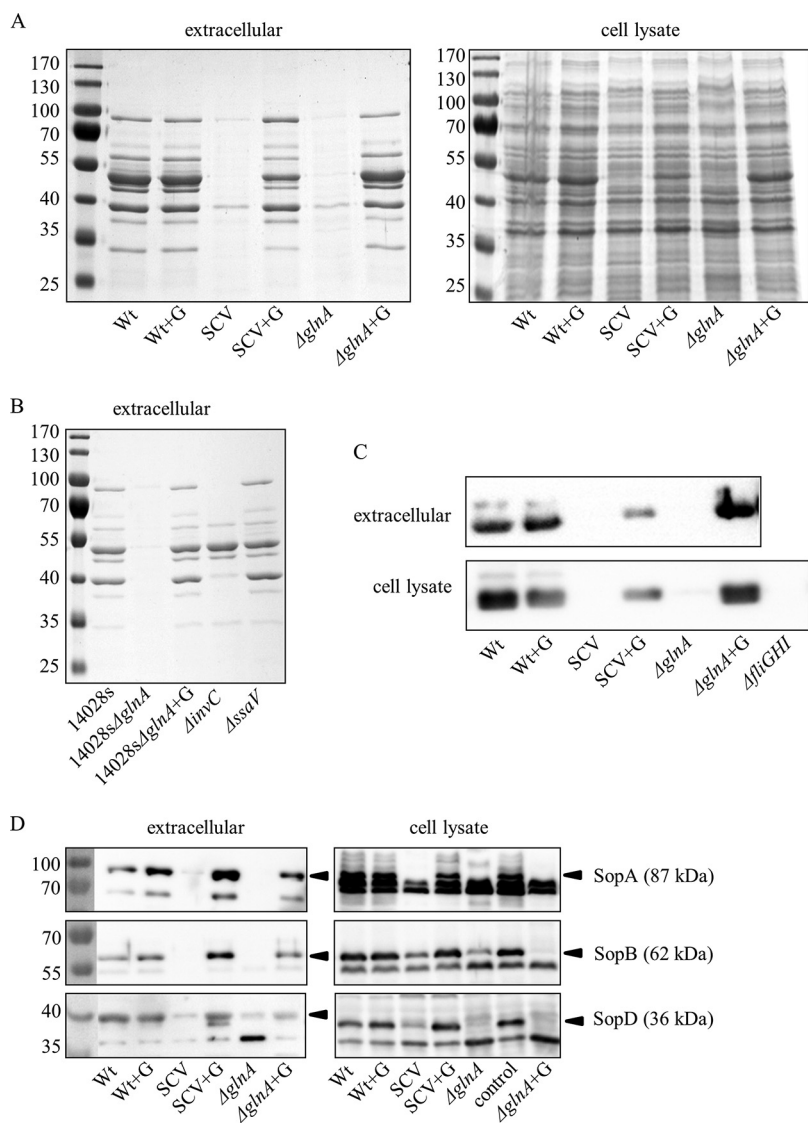 A
extracellular
cell lysate
170
130
100
70
55
40
35
25
170
130
100
70
55
40
35
25
Wt
Wt+G
SCV
SCV+G
ΔglnA
ΔglnA+G
Wt
Wt+G
SCV
SCV+G
ΔglnA
ΔglnA+G
B
extracellular
170
130
100
70
55
40
35
25
14028s
14028sΔglnA
14028sΔglnA+G
ΔinvC
ΔssaV
C
extracellular
cell lysate
Wt
Wt+G
SCV
SCV+G
ΔglnA
ΔglnA+G
ΔfliGHI
D
extracellular
cell lysate
100
70
SopA (87 kDa)
70
55
SopB (62 kDa)
40
35
SopD (36 kDa)
Wt
Wt+G
SCV
SCV+G
ΔglnA
ΔglnA+G
Wt
Wt+G
SCV
SCV+G
ΔglnA
control
ΔglnA+G